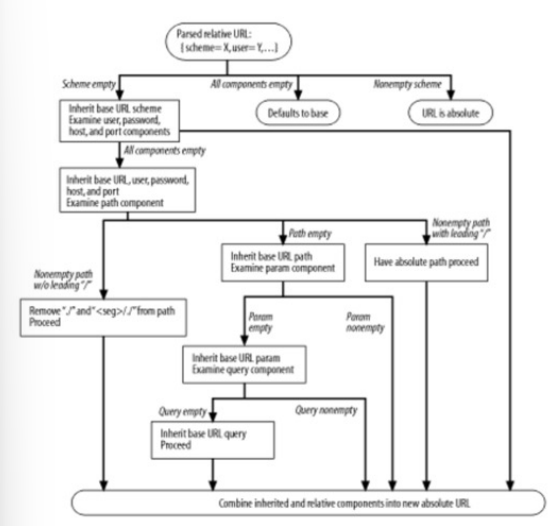 Parsed relative URL:
{scheme=X,user=Y,...}
Scheme empty
All components empty
Nonempty scheme
Inherit base URL scheme
Examine user, password,
host, and port components
Defaults to base
URL is absolute
All components empty
Inherit base URL, user, password,
host, and port
Examine path component
Nonempty path
w/o leading "/"
Path empty
Nonempty path
with leading "/"
Inherit base URL path
Examine param component
Have absolute path proceed
Remove "./" and "<seg>/./" from path
Proceed
Param
empty
Param
nonempty
Inherit base URL param
Examine query component
Query empty
Query nonempty
Inherit base URL query
Proceed
Combine inherited and relative components into new absolute URL